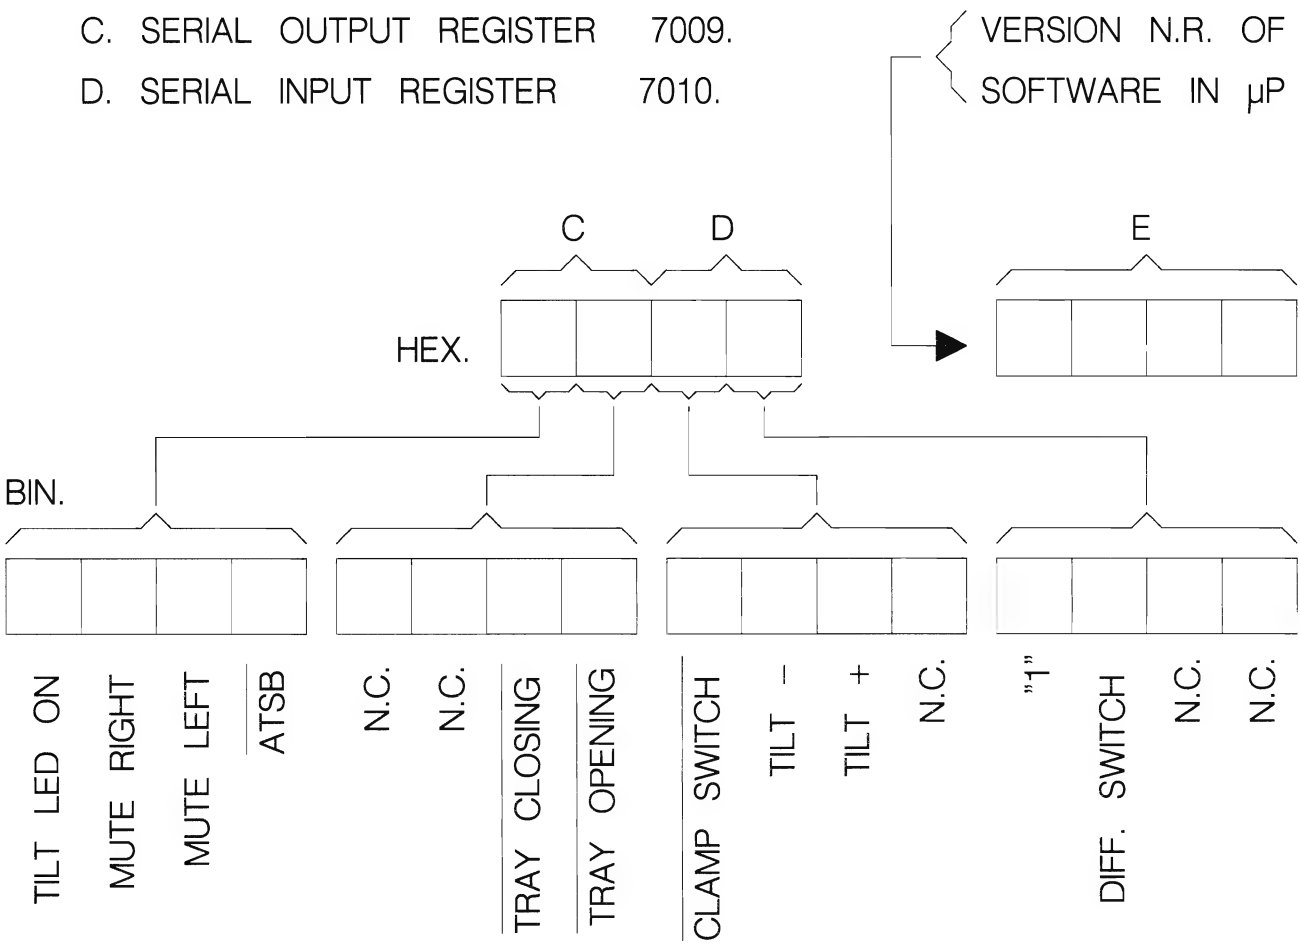 C. SERIAL OUTPUT REGISTER 7009.
D. SERIAL INPUT REGISTER 7010.
VERSION N.R. OF
SOFTWARE IN µP
C
D
E
HEX.
BIN.
TILT LED ON
MUTE RIGHT
MUTE LEFT
ATSB
N.C.
N.C.
TRAY CLOSING
TRAY OPENING
CLAMP SWITCH
TILT −
TILT +
N.C.
"1"
DIFF. SWITCH
N.C.
N.C.